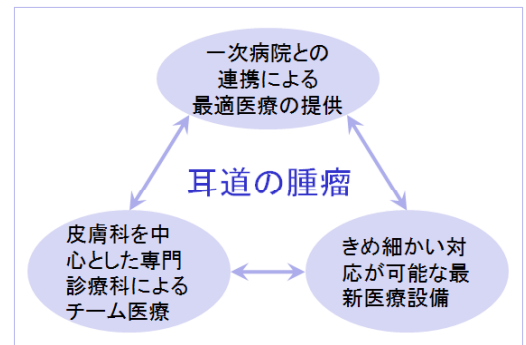 一次病院との
連携による
最適医療の提供
耳道の腫瘤
皮膚科を中
心とした専門
診療科による
チーム医療
きめ細かい対
応が可能な最
新医療設備